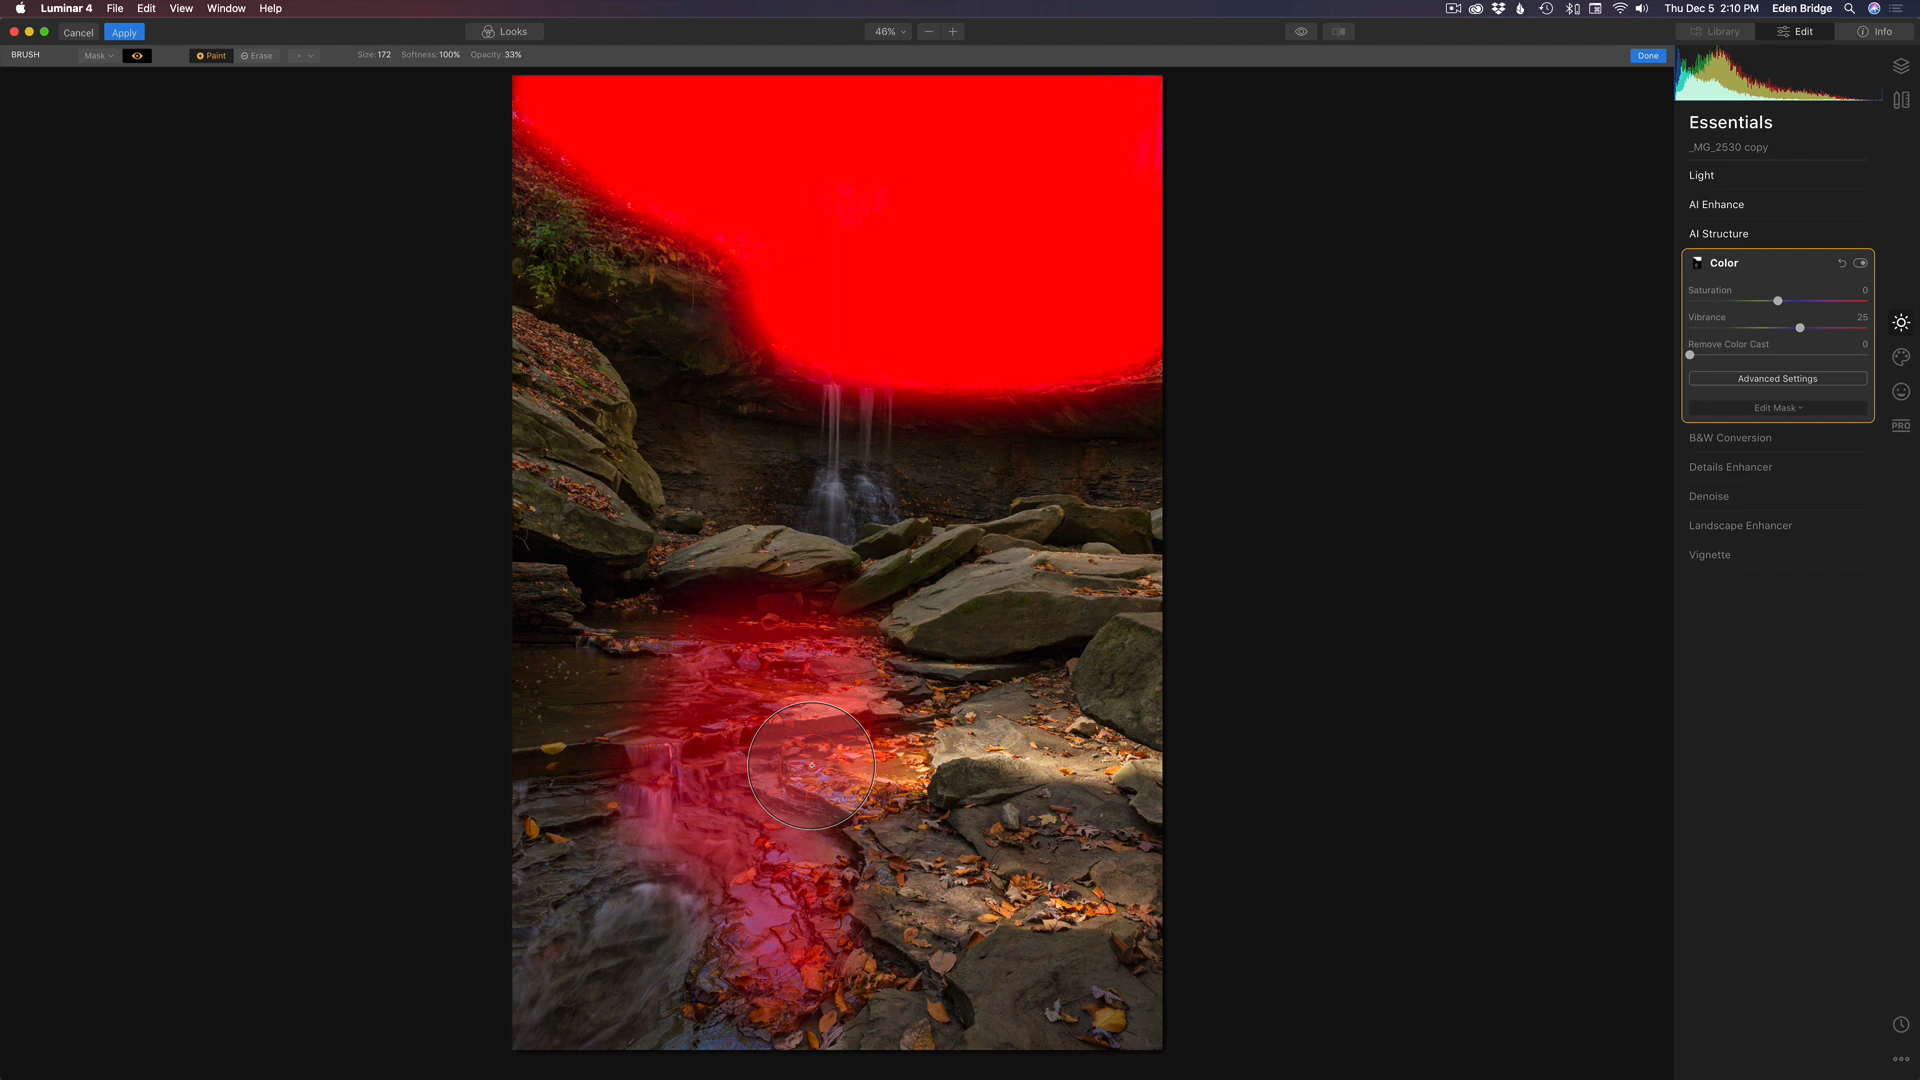 Luminar 4 File Edit View Window Help Thu Dec 5 2:10 PM Eden Bridge
Cancel Apply Looks 46% Library Edit Info
BRUSH Mask Paint Erase Size: 172 Softness: 100% Opacity: 33% Done
Essentials
_MG_2530 copy
Light
AI Enhance
AI Structure
Color
Saturation 0
Vibrance 25
Remove Color Cast 0
Advanced Settings
Edit Mask
PRO
B&W Conversion
Details Enhancer
Denoise
Landscape Enhancer
Vignette